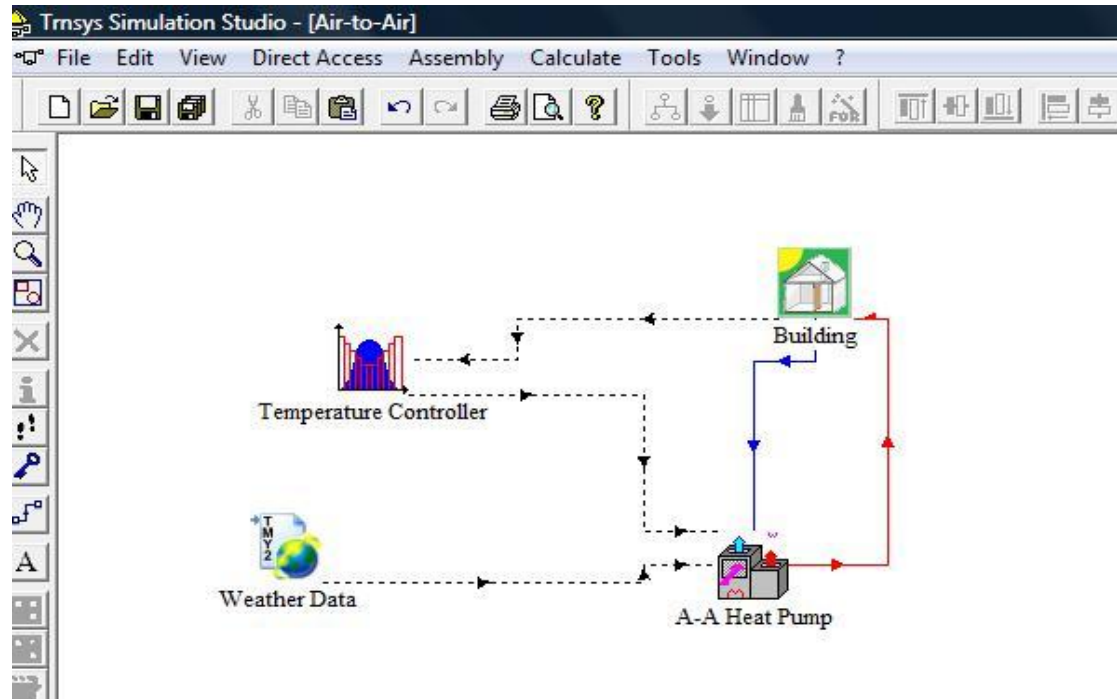 Trnsys Simulation Studio - [Air-to-Air]
File Edit View Direct Access Assembly Calculate Tools Window ?
FOR
A
Building
Temperature Controller
TMY2
Weather Data
A-A Heat Pump